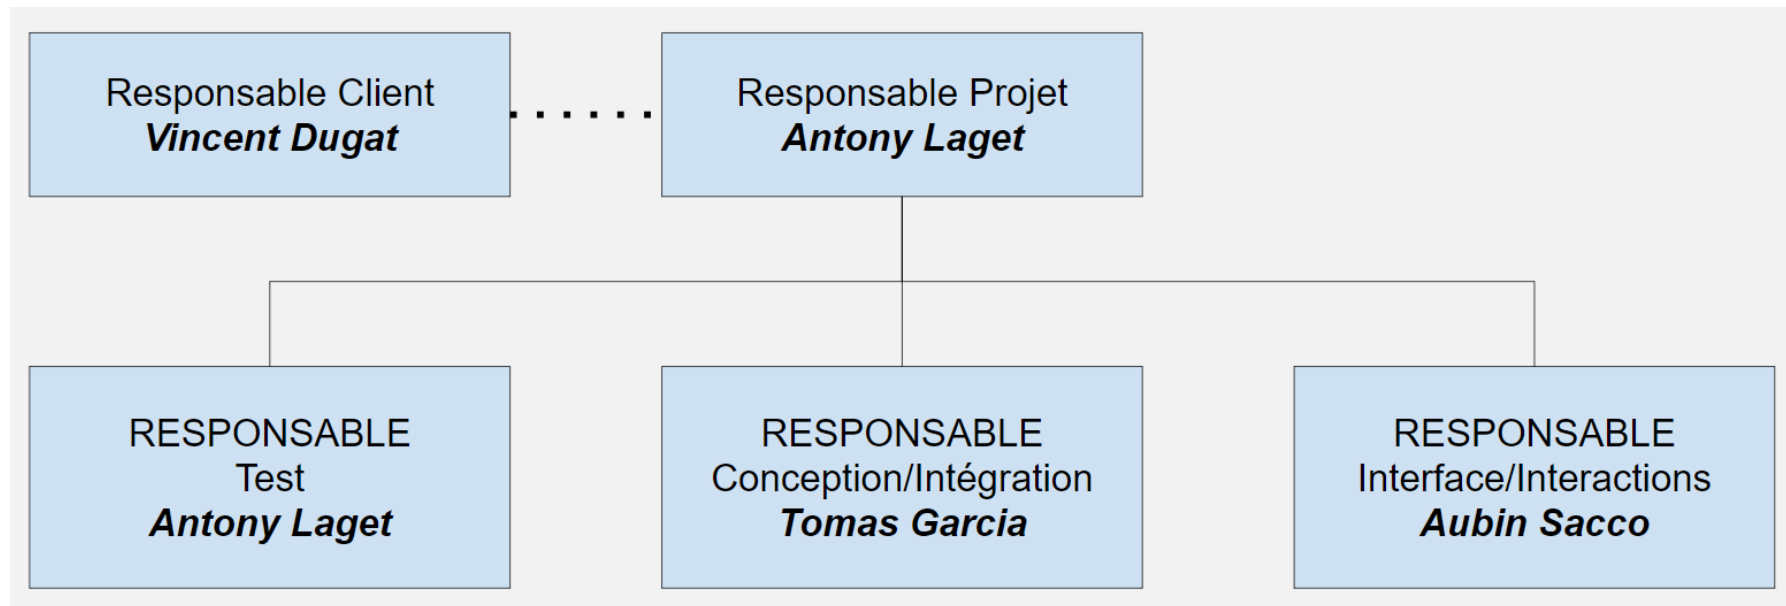 Responsable Client
Vincent Dugat
Responsable Projet
Antony Laget
RESPONSABLE
Test
Antony Laget
RESPONSABLE
Conception/Intégration
Tomas Garcia
RESPONSABLE
Interface/Interactions
Aubin Sacco